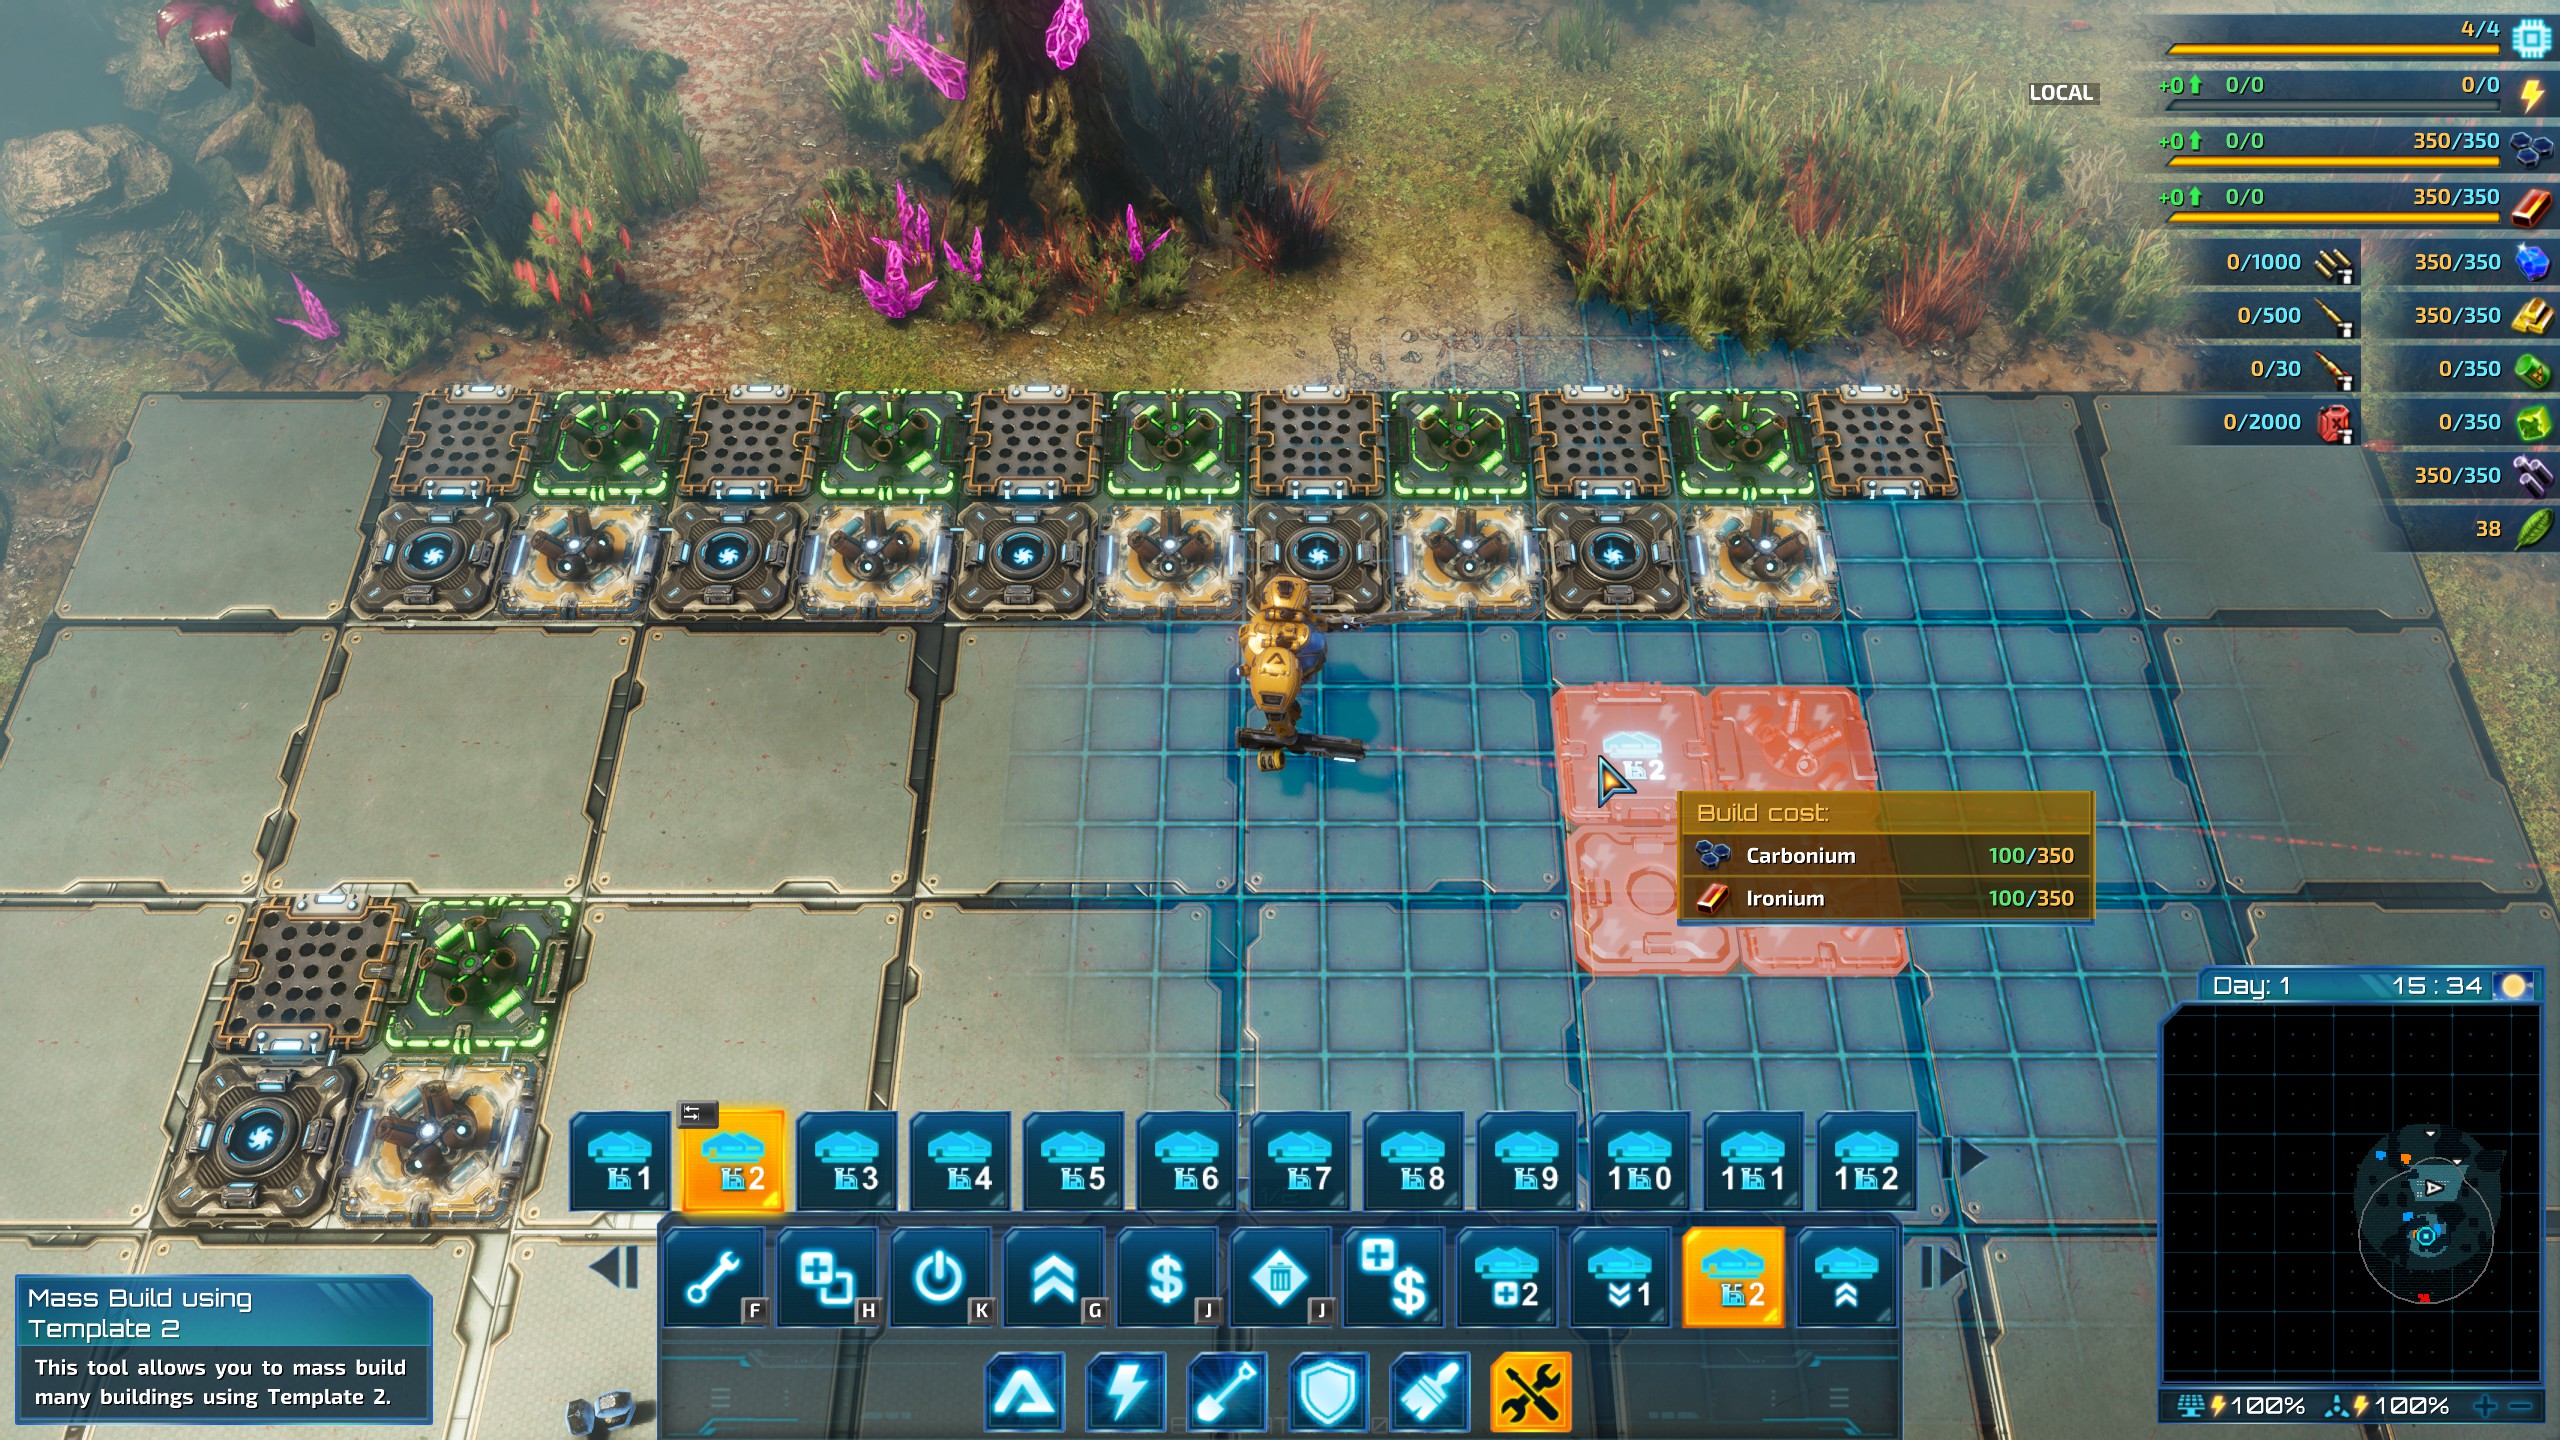 4/4
LOCAL
+0 0/0 0/0
+0 0/0 350/350
+0 0/0 350/350
0/1000 350/350
0/500 350/350
0/30 0/350
0/2000 0/350
350/350
38
2
Build cost:
Carbonium 100/350
Ironium 100/350
Day: 1 15:34
1 2 3 4 5 6 7 8 9 10 11 12
F H K G J J 2 1 2
Mass Build using
Template 2
This tool allows you to mass build
many buildings using Template 2.
100% 100%